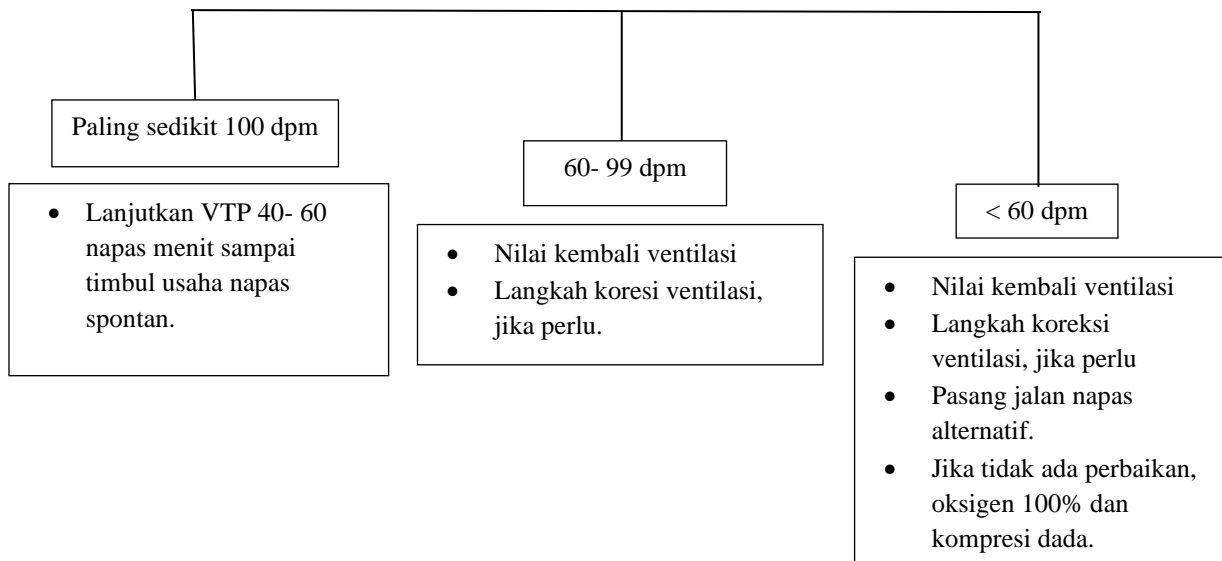 Paling sedikit 100 dpm
• Lanjutkan VTP 40- 60
napas menit sampai
timbul usaha napas
spontan.
60- 99 dpm
• Nilai kembali ventilasi
• Langkah koresi ventilasi,
jika perlu.
< 60 dpm
• Nilai kembali ventilasi
• Langkah koreksi
ventilasi, jika perlu
• Pasang jalan napas
alternatif.
• Jika tidak ada perbaikan,
oksigen 100% dan
kompresi dada.